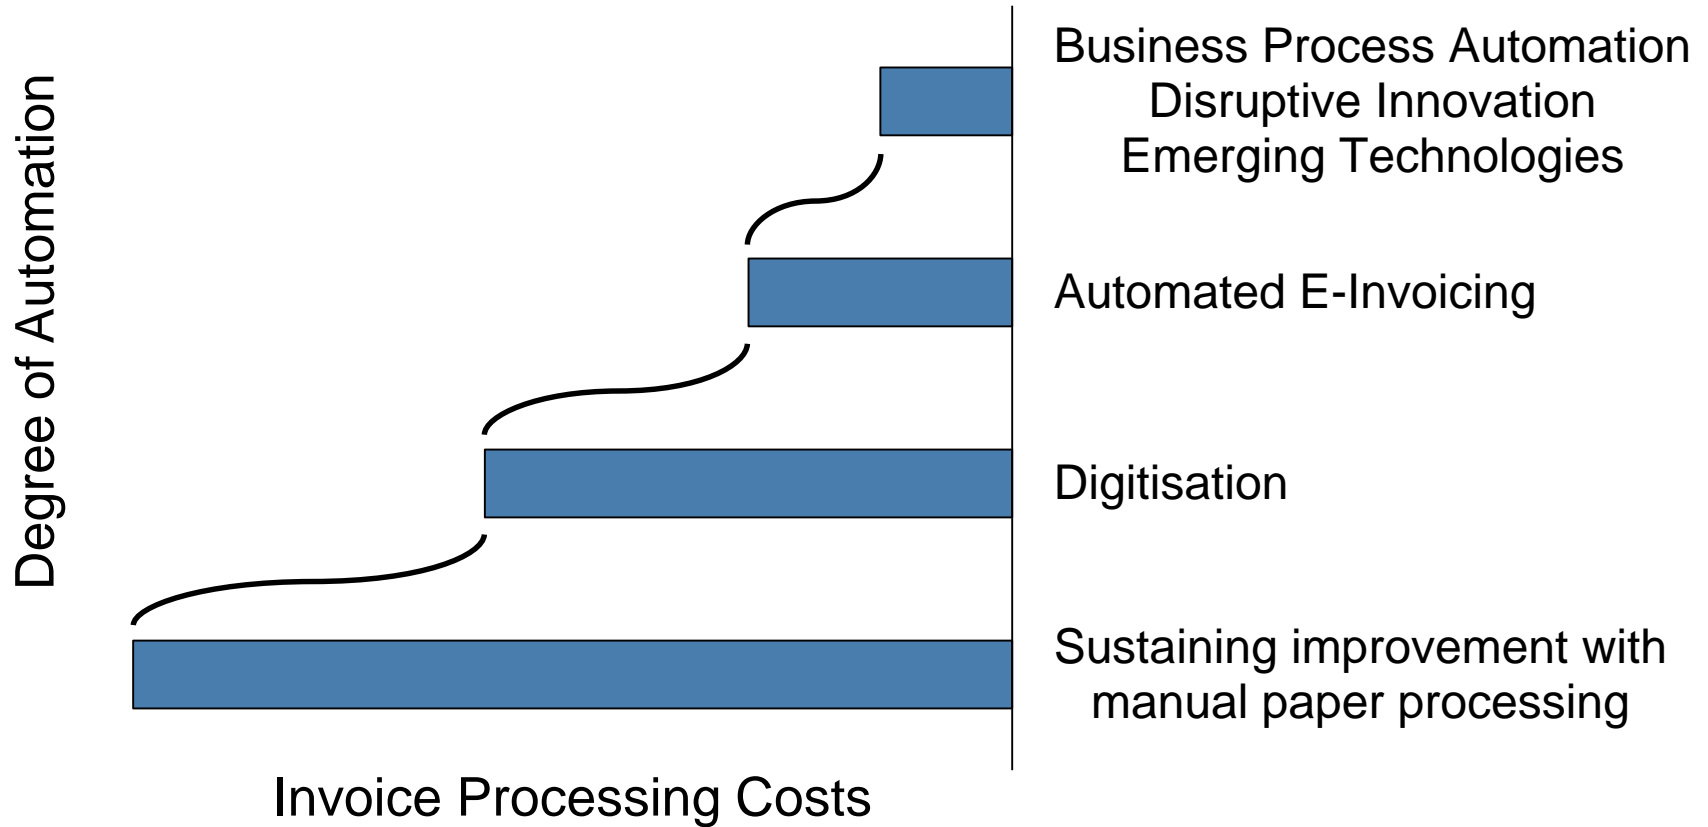 Degree of Automation
Business Process Automation
Disruptive Innovation
Emerging Technologies
Automated E-Invoicing
Digitisation
Sustaining improvement with
manual paper processing
Invoice Processing Costs